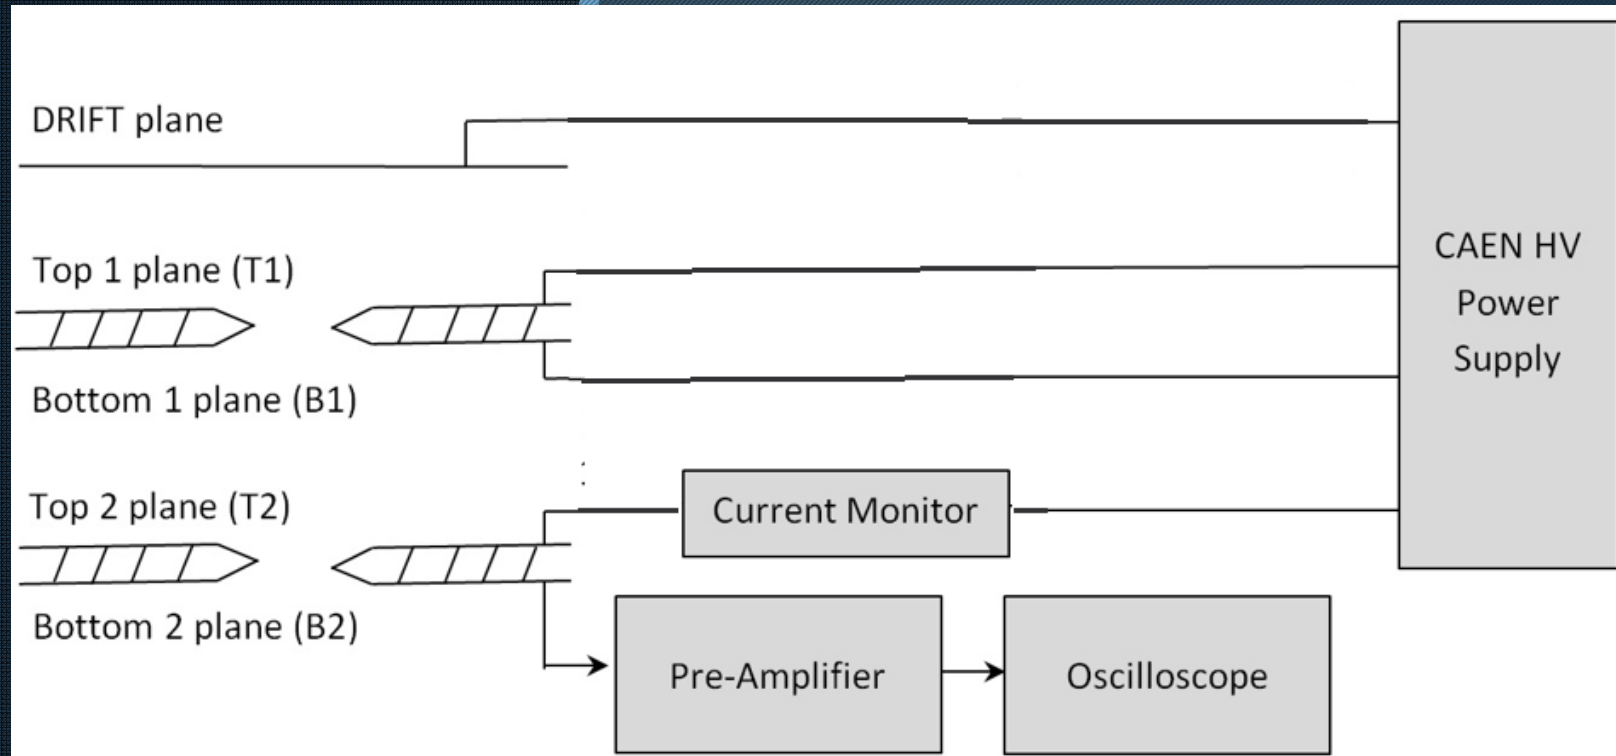 DRIFT plane
Top 1 plane (T1)
Bottom 1 plane (B1)
CAEN HV
Power
Supply
Top 2 plane (T2)
Current Monitor
Bottom 2 plane (B2)
Pre-Amplifier
Oscilloscope